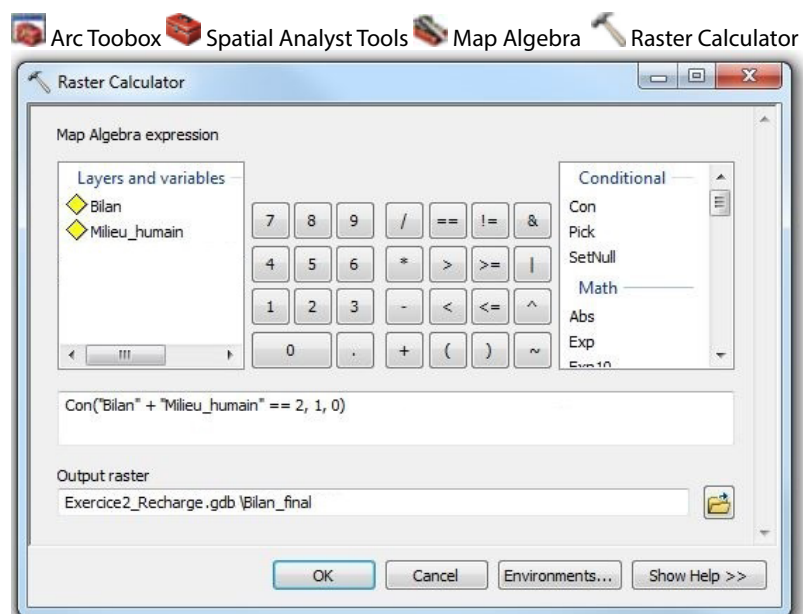 Arc Toobox Spatial Analyst Tools Map Algebra Raster Calculator
Raster Calculator
Map Algebra expression
Layers and variables
Bilan
Milieu_humain
7 8 9 / == != &
4 5 6 * > >= |
1 2 3 - < <= ^
0 . + ( ) ~
Conditional
Con
Pick
SetNull
Math
Abs
Exp
Exp10
Con("Bilan" + "Milieu_humain" == 2, 1, 0)
Output raster
Exercice2_Recharge.gdb \Bilan_final
OK Cancel Environments... Show Help >>